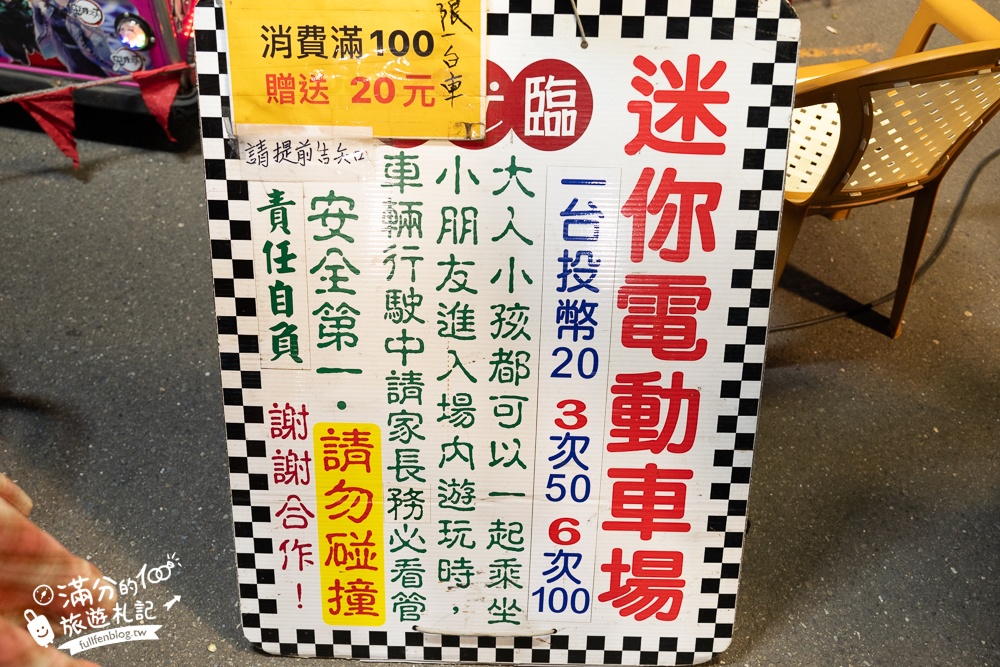 迷你電動車場
臨
一台投幣20 3次50 6次100
大人小孩都可以一起乘坐
小朋友進入場內遊玩時，
車輛行駛中請家長務必看管
安全第一·請勿碰撞
責任自負
謝謝合作！
消費滿100
贈送 20元
限一台車
請提前告知
滿分的100
旅遊札記
fullfenblog.tw